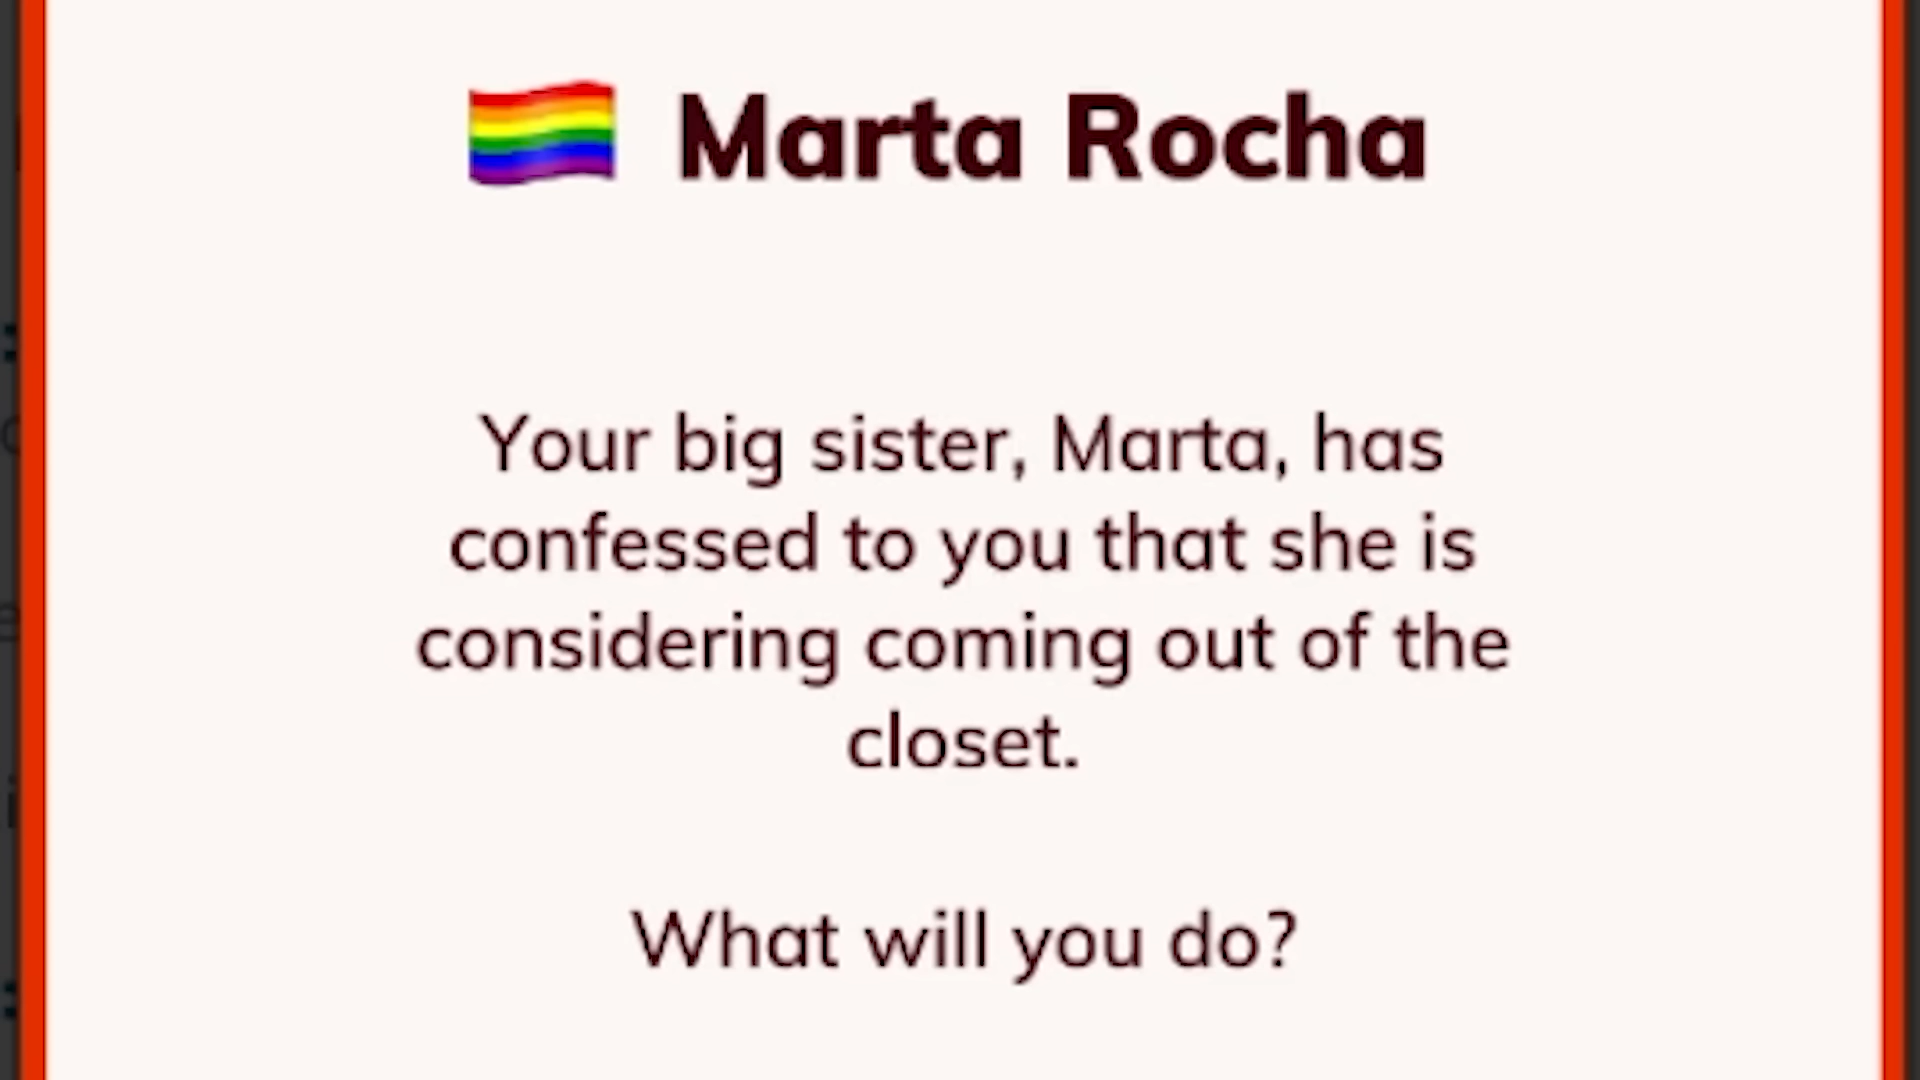 🏳️‍🌈 Marta Rocha
Your big sister, Marta, has
confessed to you that she is
considering coming out of the
closet.
What will you do?